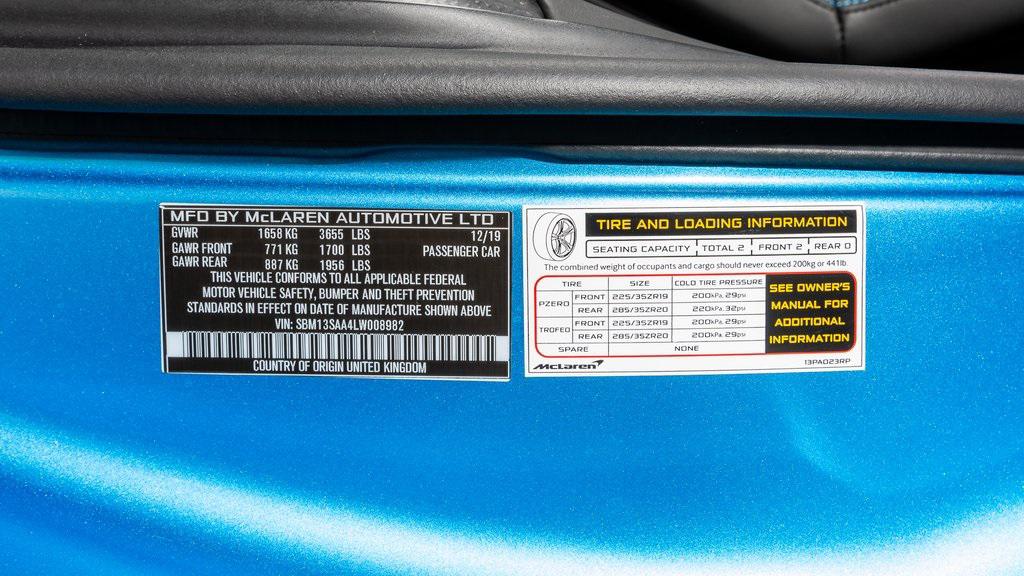 MFD BY McLAREN AUTOMOTIVE LTD
GVWR 1658 KG 3655 LBS 12/19
GAWR FRONT 771 KG 1700 LBS PASSENGER CAR
GAWR REAR 887 KG 1956 LBS
THIS VEHICLE CONFORMS TO ALL APPLICABLE FEDERAL
MOTOR VEHICLE SAFETY, BUMPER AND THEFT PREVENTION
STANDARDS IN EFFECT ON DATE OF MANUFACTURE SHOWN ABOVE
VIN: SBM13SAA4LW008982
COUNTRY OF ORIGIN UNITED KINGDOM
TIRE AND LOADING INFORMATION
SEATING CAPACITY TOTAL 2 FRONT 2 REAR 0
The combined weight of occupants and cargo should never exceed 200kg or 441lb.
TIRE SIZE COLD TIRE PRESSURE
PZERO FRONT 225/35ZR19 200kPa, 29psi
REAR 285/35ZR20 220kPa, 32psi
TROFEO FRONT 225/35ZR19 200kPa, 29psi
REAR 285/35ZR20 200kPa, 29psi
SPARE NONE
SEE OWNER'S
MANUAL FOR
ADDITIONAL
INFORMATION
McLaren 13PA023RP